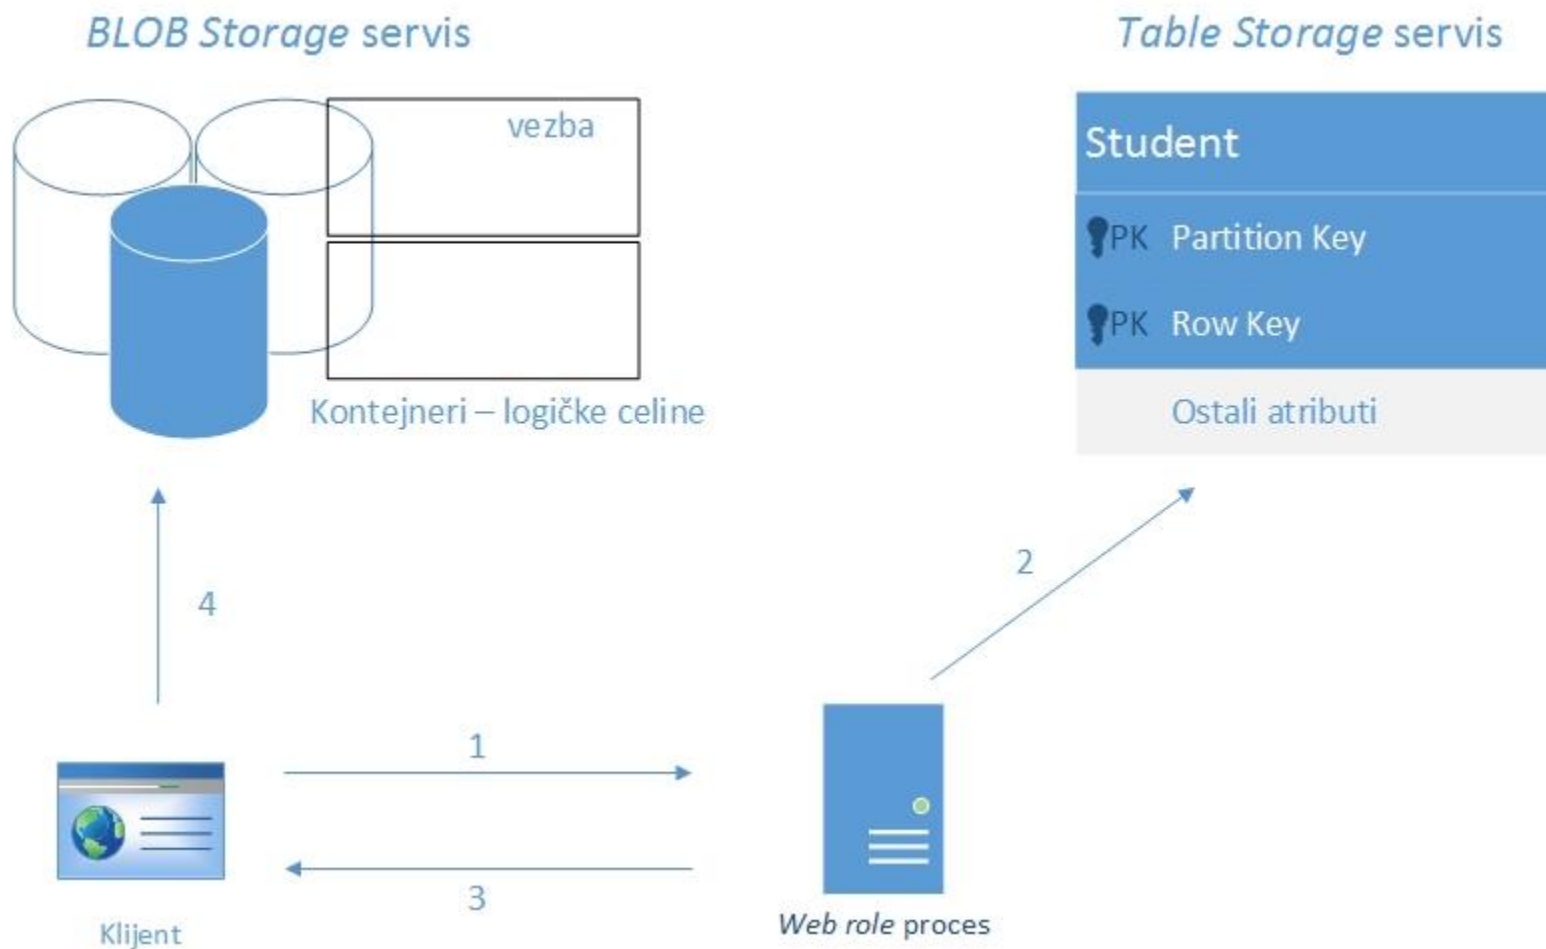 BLOB Storage servis
Table Storage servis
vezba
Kontejneri – logičke celine
Student
PK Partition Key
PK Row Key
Ostali atributi
4
2
1
3
Klijent
Web role proces